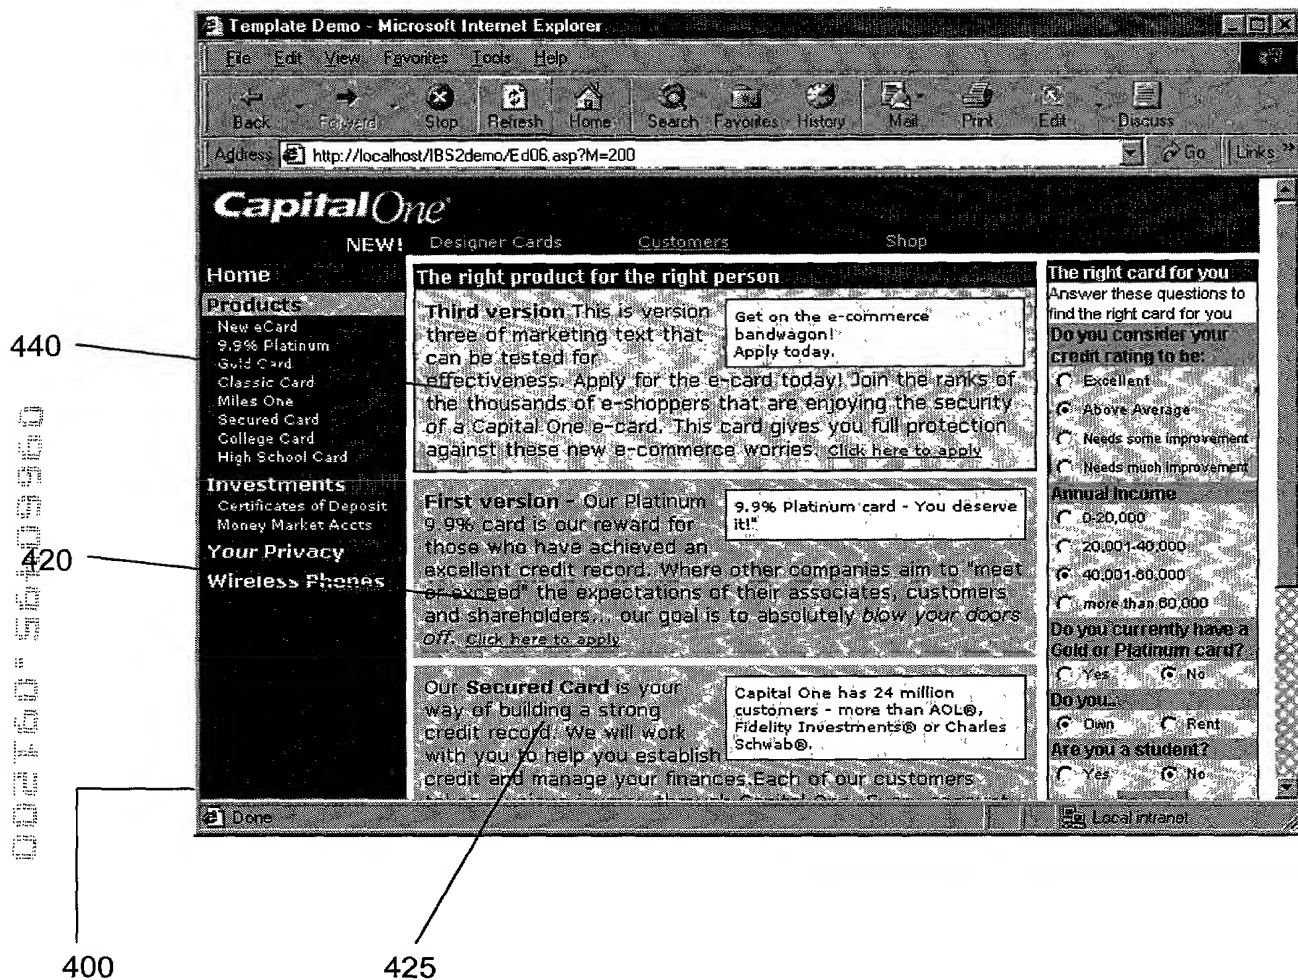 Template Demo - Microsoft Internet Explorer
File Edit View Favorites Tools Help
Back Forward Stop Refresh Home Search Favorites History Mail Print Edit Discuss
Address http://localhost/IBS2demo/Ed06.asp?M=200 Go Links »
CapitalOne®
NEW! Designer Cards Customers Shop
Home
Products
New eCard
9.9% Platinum
Gold Card
Classic Card
Miles One
Secured Card
College Card
High School Card
Investments
Certificates of Deposit
Money Market Accts
Your Privacy
Wireless Phones
The right product for the right person
Third version This is version
three of marketing text that
can be tested for
effectiveness. Apply for the e-card today! Join the ranks of
the thousands of e-shoppers that are enjoying the security
of a Capital One e-card. This card gives you full protection
against these new e-commerce worries. Click here to apply
Get on the e-commerce
bandwagon!
Apply today.
First version - Our Platinum
9.9% card is our reward for
those who have achieved an
excellent credit record. Where other companies aim to "meet
or exceed" the expectations of their associates, customers
and shareholders... our goal is to absolutely blow your doors
off. Click here to apply
9.9% Platinum card - You deserve
it!"
Our Secured Card is your
way of building a strong
credit record. We will work
with you to help you establish
credit and manage your finances.Each of our customers
Capital One has 24 million
customers - more than AOL®,
Fidelity Investments® or Charles
Schwab®.
The right card for you
Answer these questions to
find the right card for you
Do you consider your
credit rating to be:
Excellent
Above Average
Needs some improvement
Needs much improvement
Annual Income
0-20,000
20,001-40,000
40,001-60,000
more than 60,000
Do you currently have a
Gold or Platinum card?
Yes No
Do you...
Own Rent
Are you a student?
Yes No
Done Local intranet
440
420
400
425